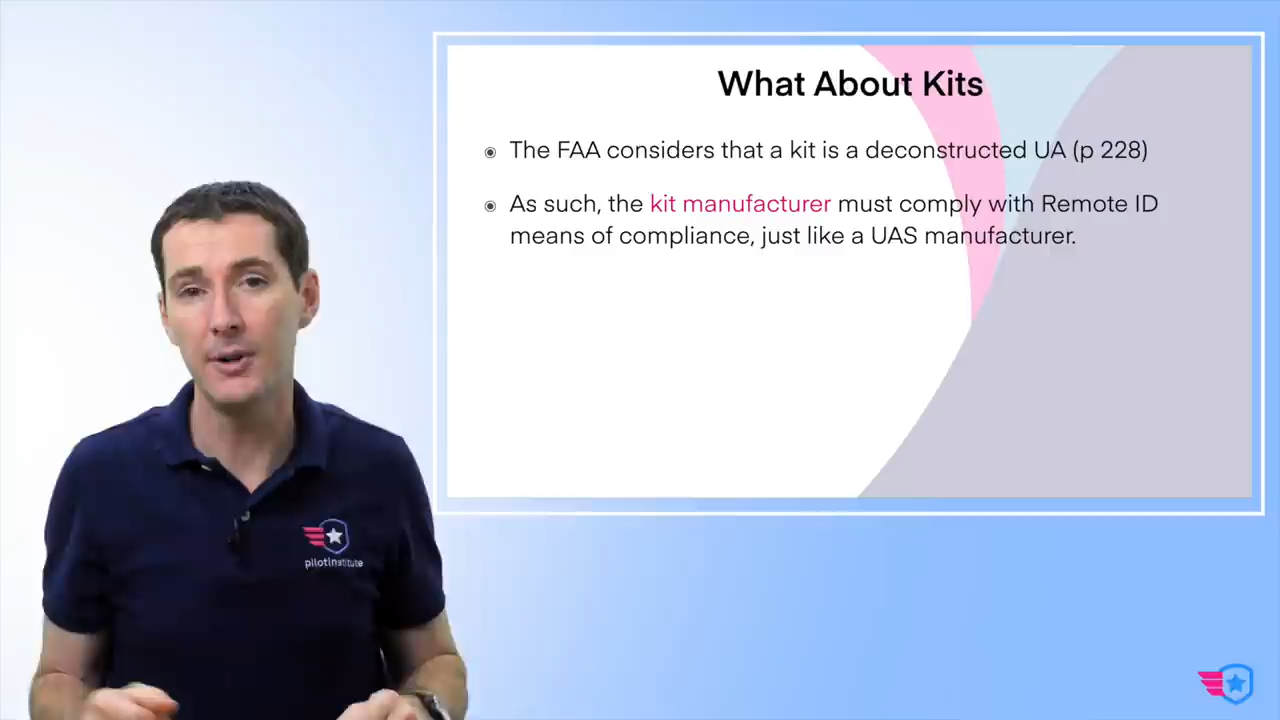 What About Kits
The FAA considers that a kit is a deconstructed UA (p 228)
As such, the kit manufacturer must comply with Remote ID
means of compliance, just like a UAS manufacturer.
pilotinstitute